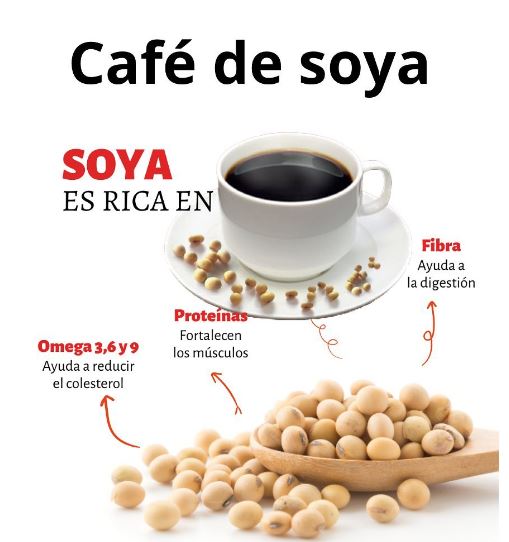 Café de soya
SOYA
ES RICA EN
Fibra
Ayuda a
la digestión
Proteínas
Fortalecen
los músculos
Omega 3,6 y 9
Ayuda a reducir
el colesterol